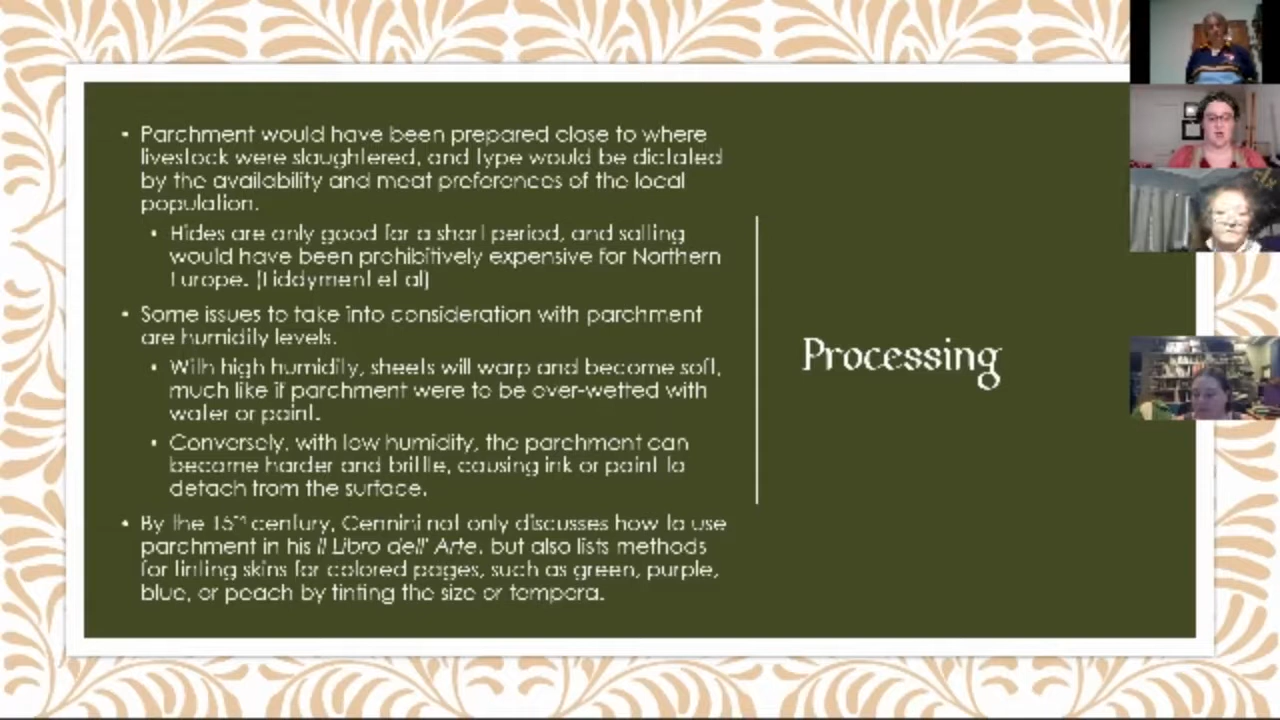 • Parchment would have been prepared close to where
livestock were slaughtered, and type would be dictated
by the availability and meat preferences of the local
population.
• Hides are only good for a short period, and salting
would have been prohibitively expensive for Northern
Europe. (Fiddyment et al)
• Some issues to take into consideration with parchment
are humidity levels.
• With high humidity, sheets will warp and become soft,
much like if parchment were to be over-wetted with
water or paint.
• Conversely, with low humidity, the parchment can
become harder and brittle, causing ink or paint to
detach from the surface.
• By the 15th century, Cennini not only discusses how to use
parchment in his Il Libro dell' Arte, but also lists methods
for tinting skins for colored pages, such as green, purple,
blue, or peach by tinting the size or tempera.
Processing